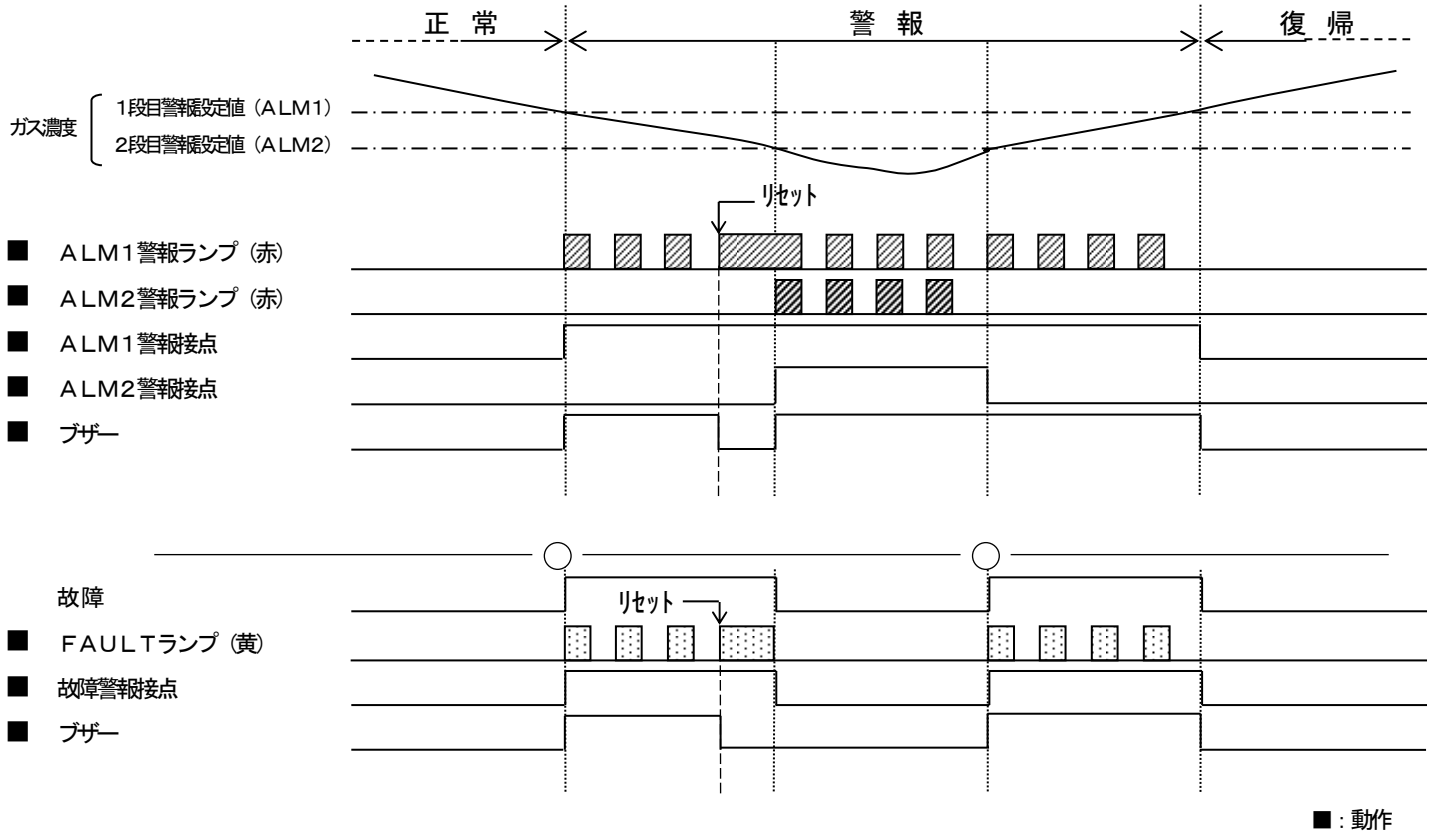 正 常
警 報
復 帰
ガス濃度
1段目警報設定値（ALM1）
2段目警報設定値（ALM2）
リセット
■ ALM1警報ランプ（赤）
■ ALM2警報ランプ（赤）
■ ALM1警報接点
■ ALM2警報接点
■ ブザー
故障
リセット
■ FAULTランプ（黄）
■ 故障警報接点
■ ブザー
■：動作